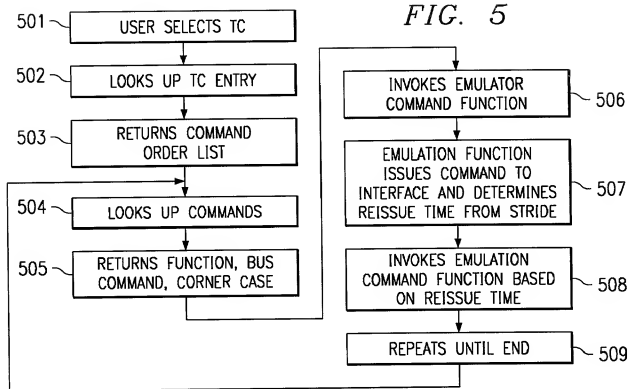 FIG. 5
501
USER SELECTS TC
502
LOOKS UP TC ENTRY
503
RETURNS COMMAND
ORDER LIST
504
LOOKS UP COMMANDS
505
RETURNS FUNCTION, BUS
COMMAND, CORNER CASE
INVOKES EMULATOR
COMMAND FUNCTION
506
EMULATION FUNCTION
ISSUES COMMAND TO
INTERFACE AND DETERMINES
REISSUE TIME FROM STRIDE
507
INVOKES EMULATION
COMMAND FUNCTION BASED
ON REISSUE TIME
508
REPEATS UNTIL END
509